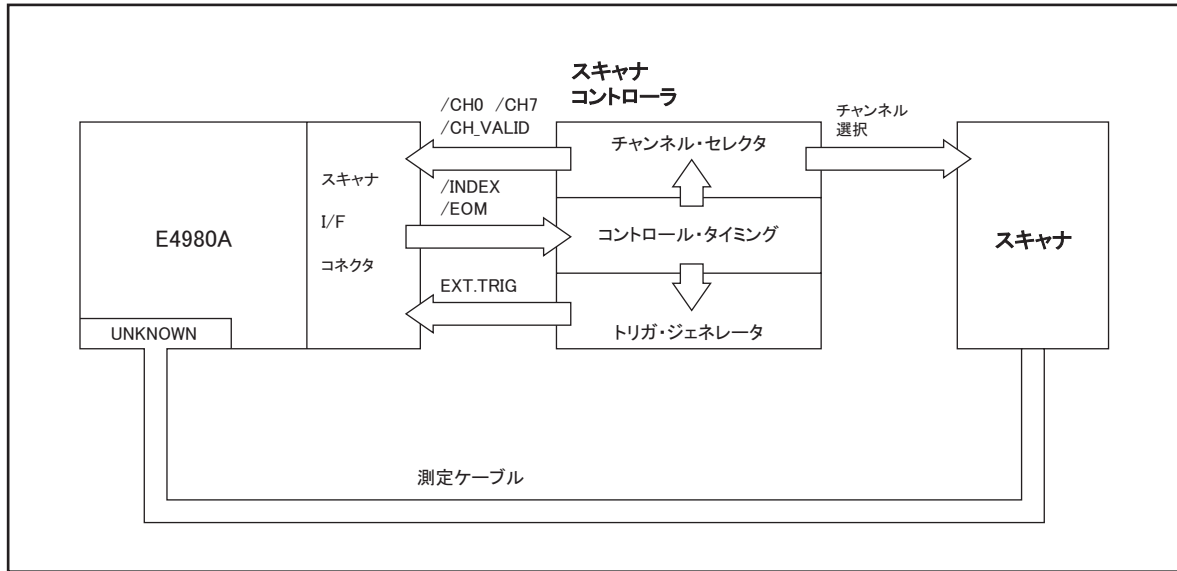 スキャナ
コントローラ
/CH0 /CH7
/CH_VALID
チャンネル
選択
チャンネル・セレクタ
スキャナ
I/F
コネクタ
/INDEX
/EOM
E4980A
コントロール・タイミング
スキャナ
EXT.TRIG
UNKNOWN
トリガ・ジェネレータ
測定ケーブル